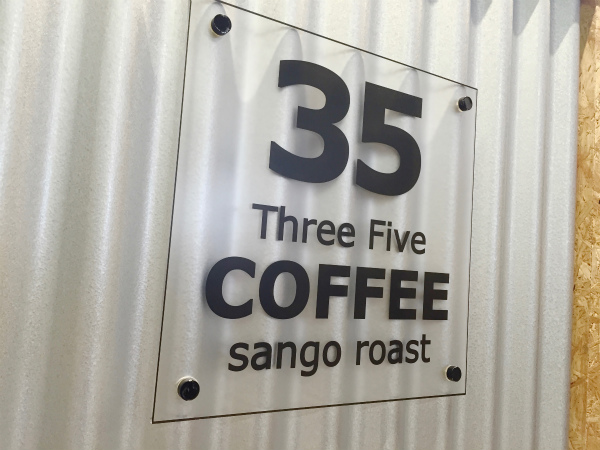 35
Three Five
COFFEE
sango roast